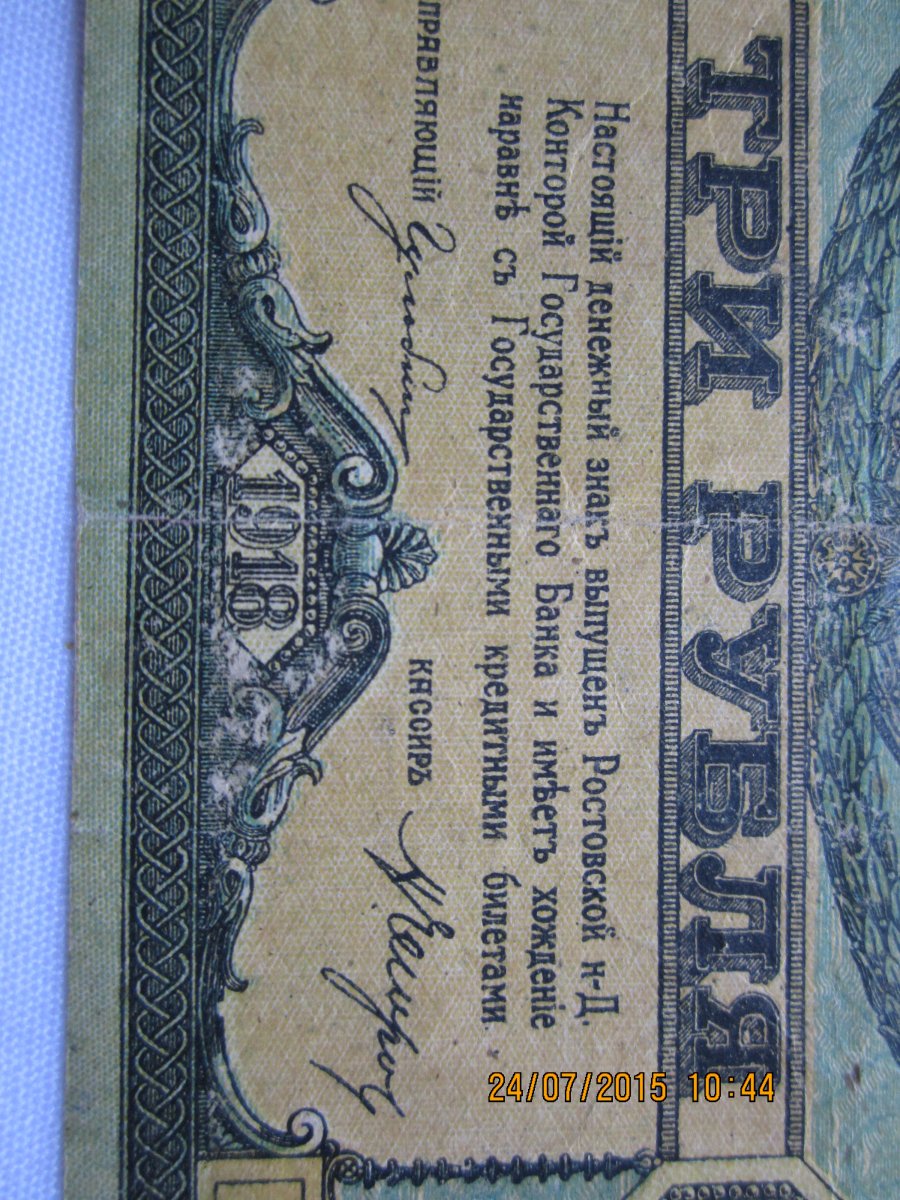 ТРИ РУБЛЯ
Настоящій денежный знакъ выпущенъ Ростовской н-Д.
Конторой Государственнаго Банка и имѣетъ хожденіе
наравнѣ съ Государственными кредитными билетами.
ПРАВЛЯЮЩІЙ
КАССИРЪ
1918
24/07/2015 10:44